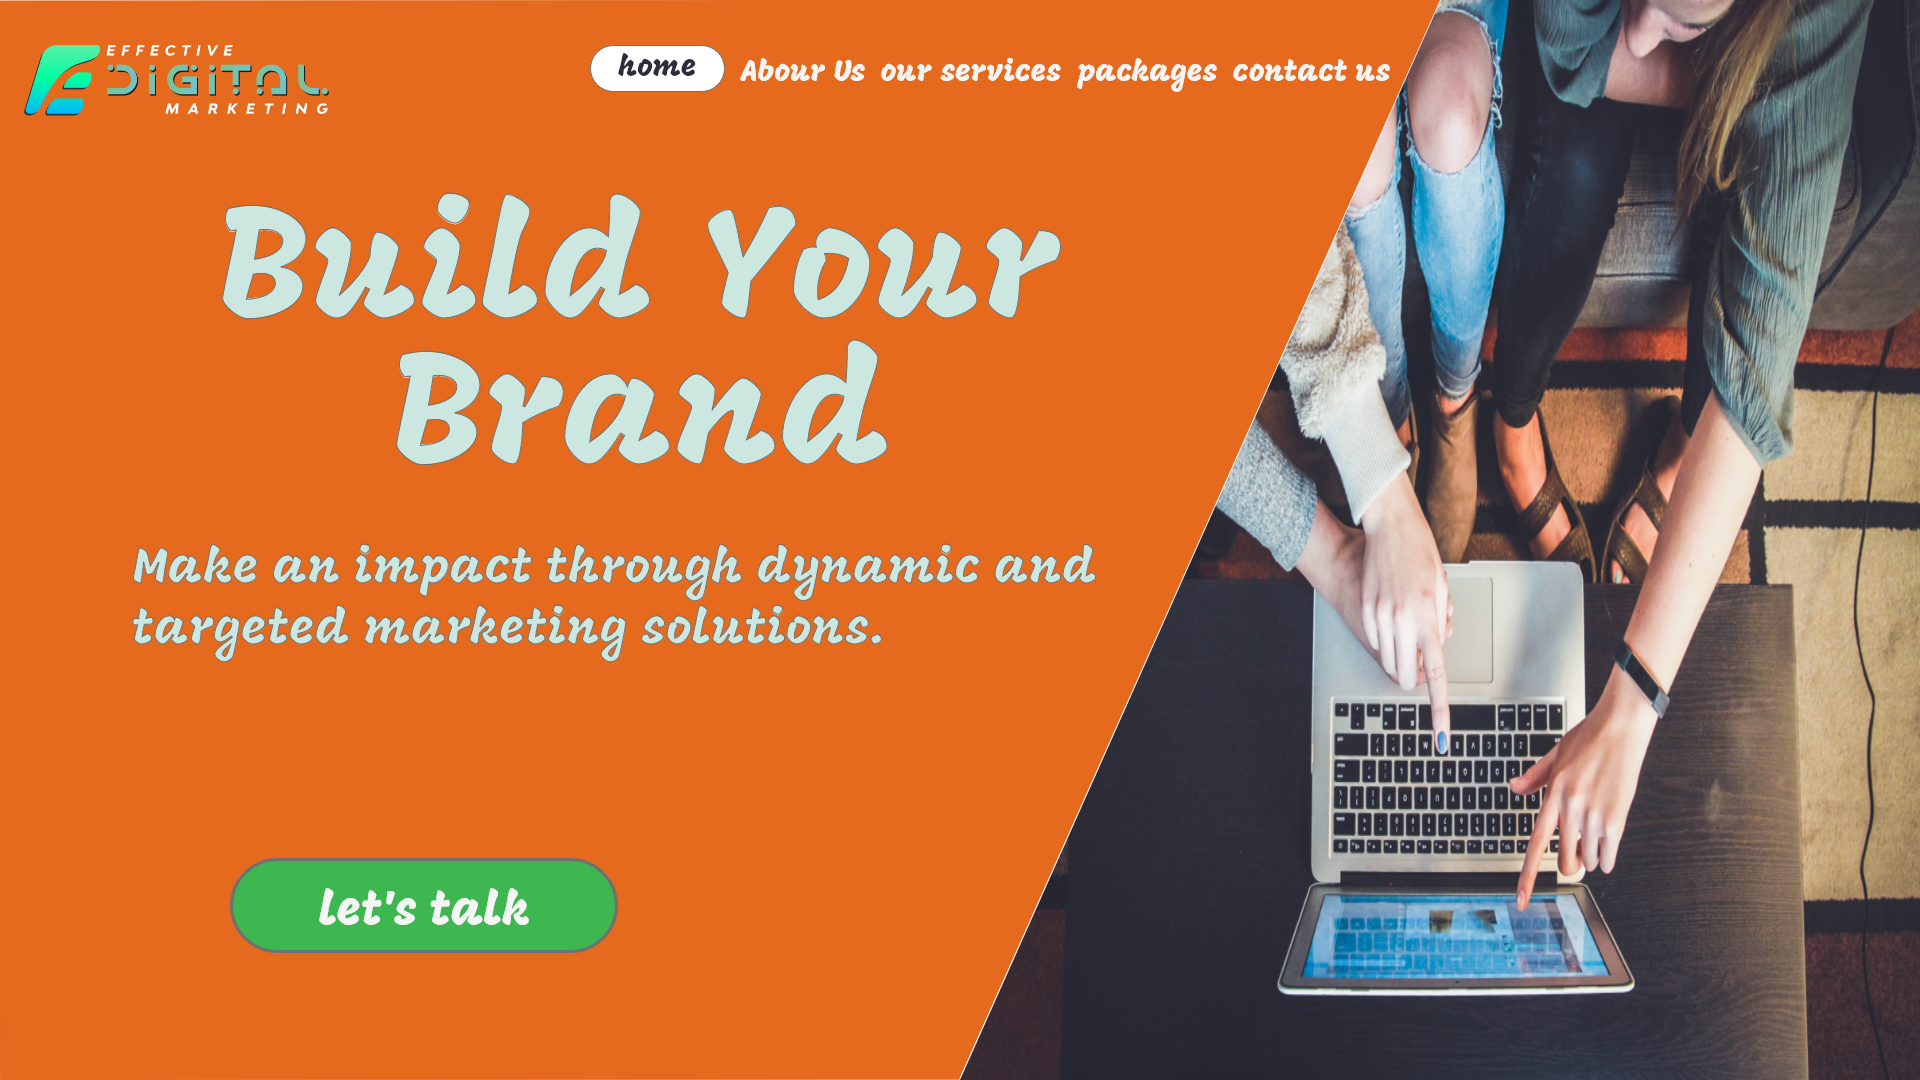 EFFECTIVE
DIGITAL
MARKETING
home Abour Us our services packages contact us
Build Your
Brand
Make an impact through dynamic and
targeted marketing solutions.
let's talk